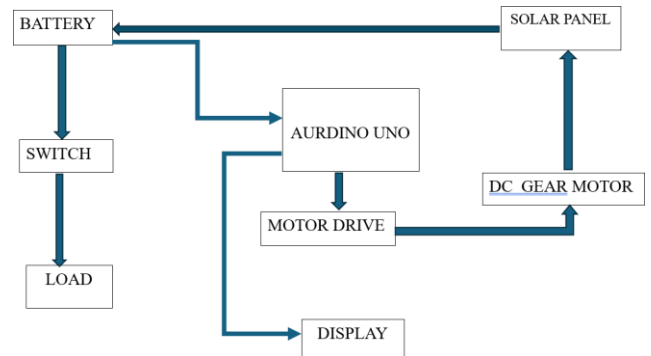 BATTERY
SOLAR PANEL
AURDINO UNO
SWITCH
DC GEAR MOTOR
MOTOR DRIVE
LOAD
DISPLAY